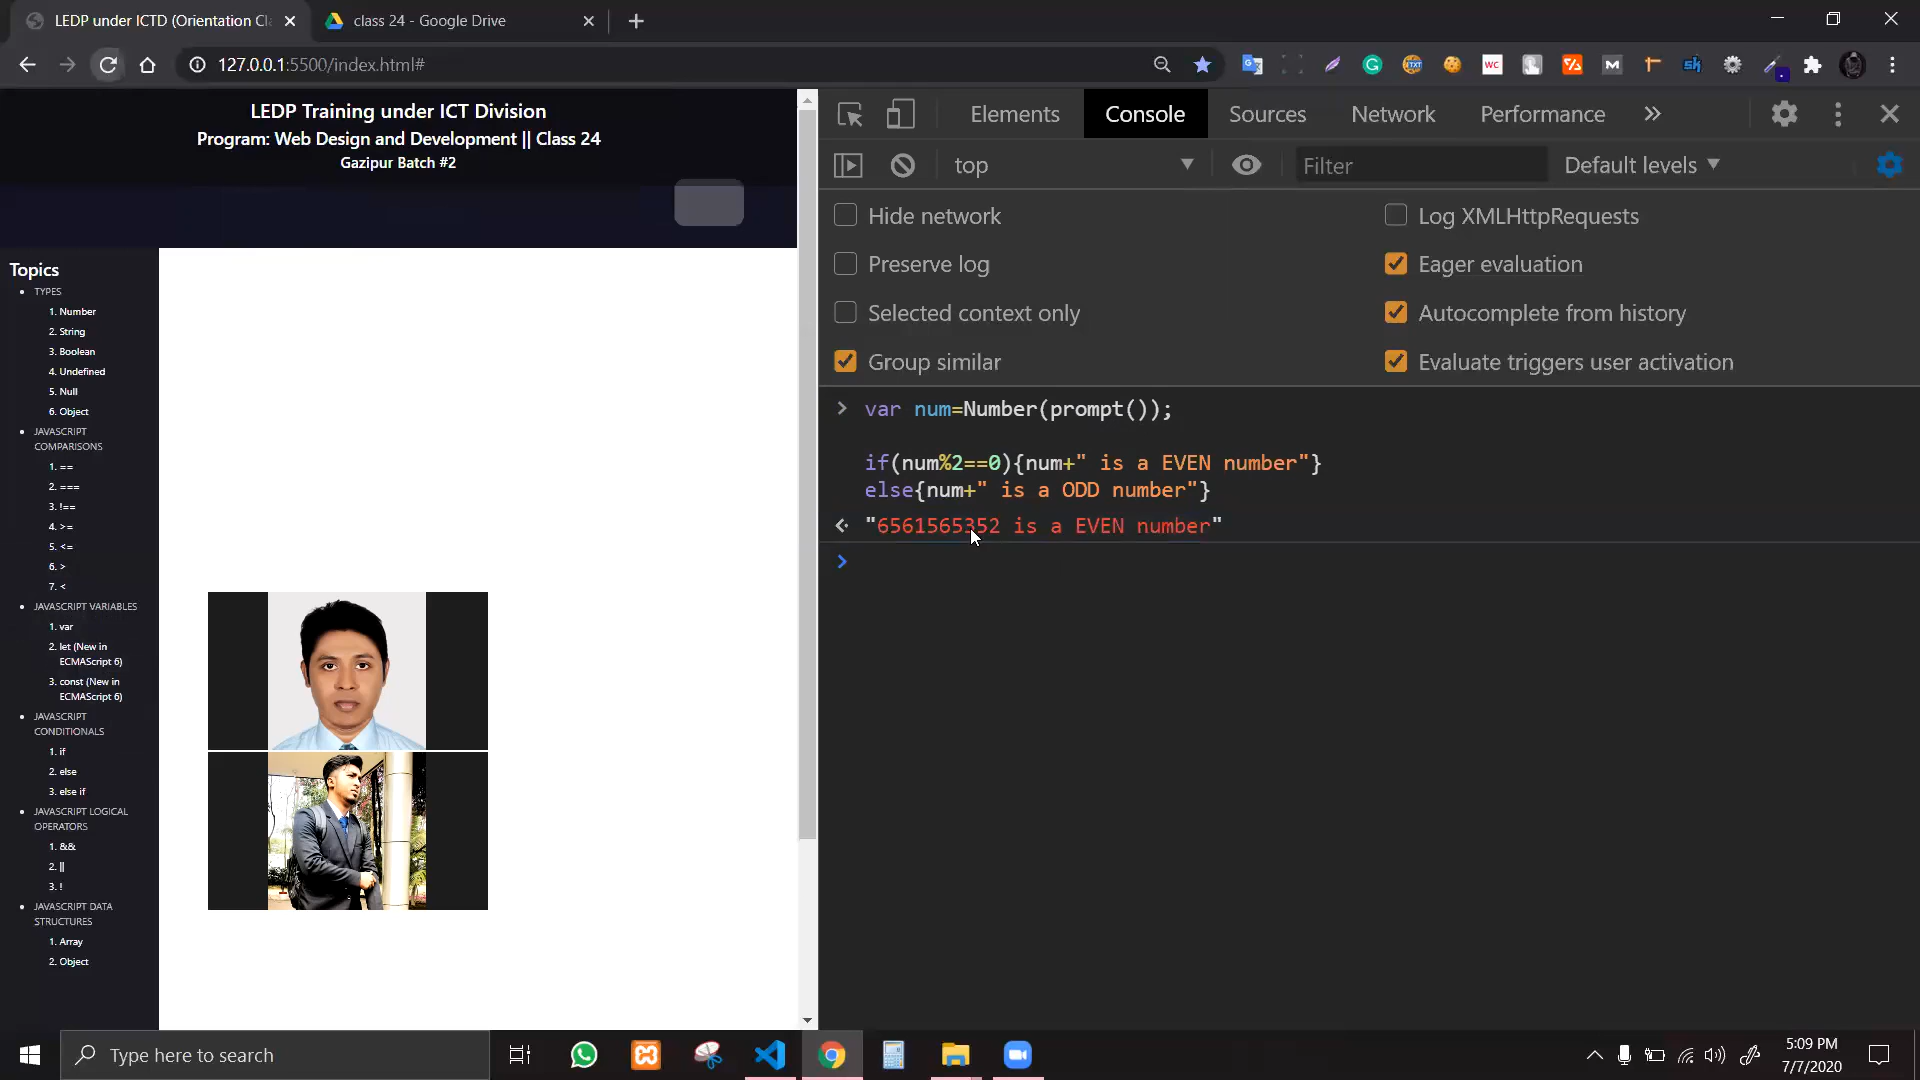 LEDP under ICTD (Orientation Cl
class 24 - Google Drive
127.0.0.1:5500/index.html#
LEDP Training under ICT Division
Program: Web Design and Development || Class 24
Gazipur Batch #2
Topics
TYPES
1. Number
2. String
3. Boolean
4. Undefined
5. Null
6. Object
JAVASCRIPT
COMPARISONS
1. ==
2. ===
3. !==
4. >=
5. <=
6. >
7. <
JAVASCRIPT VARIABLES
1. var
2. let (New in
ECMAScript 6)
3. const (New in
ECMAScript 6)
JAVASCRIPT
CONDITIONALS
1. if
2. else
3. else if
JAVASCRIPT LOGICAL
OPERATORS
1. &&
2. ||
3. !
JAVASCRIPT DATA
STRUCTURES
1. Array
2. Object
Elements Console Sources Network Performance
top Filter Default levels
Hide network Log XMLHttpRequests
Preserve log Eager evaluation
Selected context only Autocomplete from history
Group similar Evaluate triggers user activation
var num=Number(prompt());
if(num%2==0){num+" is a EVEN number"}
else{num+" is a ODD number"}
"6561565352 is a EVEN number"
Type here to search
5:09 PM
7/7/2020